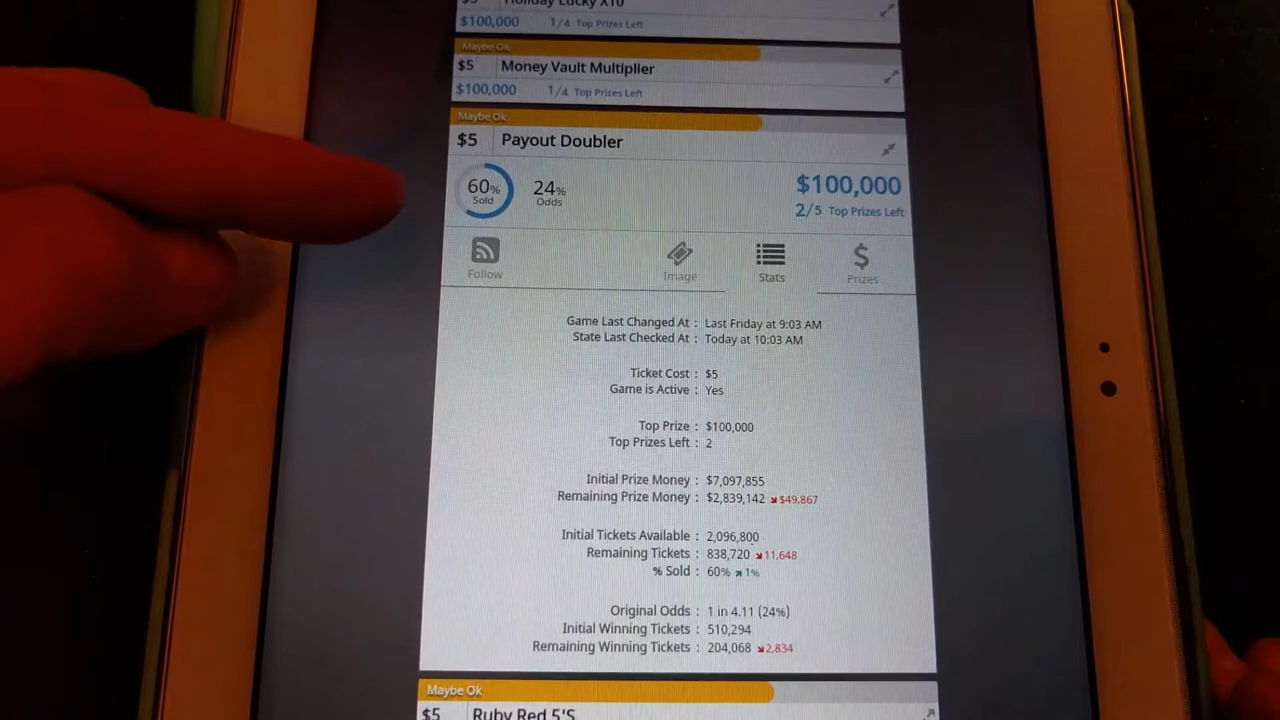 $5 Holiday Lucky X10
$100,000 1/4 Top Prizes Left
Maybe Ok
$5 Money Vault Multiplier
$100,000 1/4 Top Prizes Left
Maybe Ok
$5 Payout Doubler
60% Sold 24% Odds $100,000
2/5 Top Prizes Left
Follow Image Stats $ Prizes
Game Last Changed At : Last Friday at 9:03 AM
State Last Checked At : Today at 10:03 AM
Ticket Cost : $5
Game is Active : Yes
Top Prize : $100,000
Top Prizes Left : 2
Initial Prize Money : $7,097,855
Remaining Prize Money : $2,839,142 $49,867
Initial Tickets Available : 2,096,800
Remaining Tickets : 838,720 11,648
% Sold : 60% 1%
Original Odds : 1 in 4.11 (24%)
Initial Winning Tickets : 510,294
Remaining Winning Tickets : 204,068 2,834
Maybe Ok
$5 Ruby Red 5'S